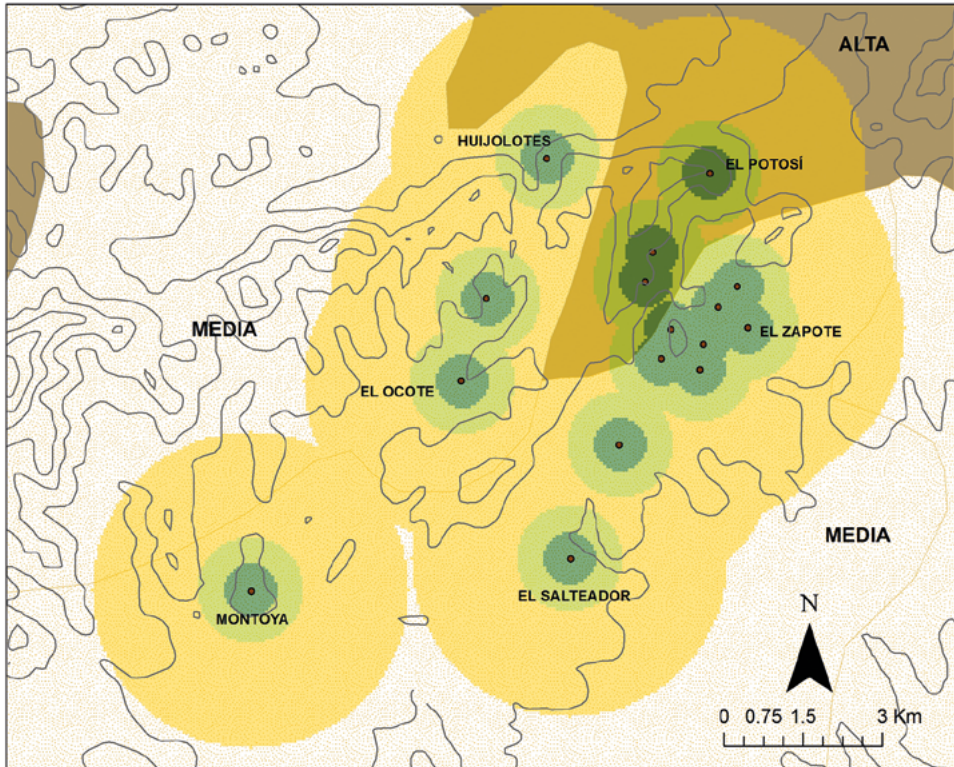 ALTA
HUIJOLOTES
EL POTOSÍ
MEDIA
EL ZAPOTE
EL OCOTE
MEDIA
EL SALTEADOR
MONTOYA
N
0 0.75 1.5 3 Km